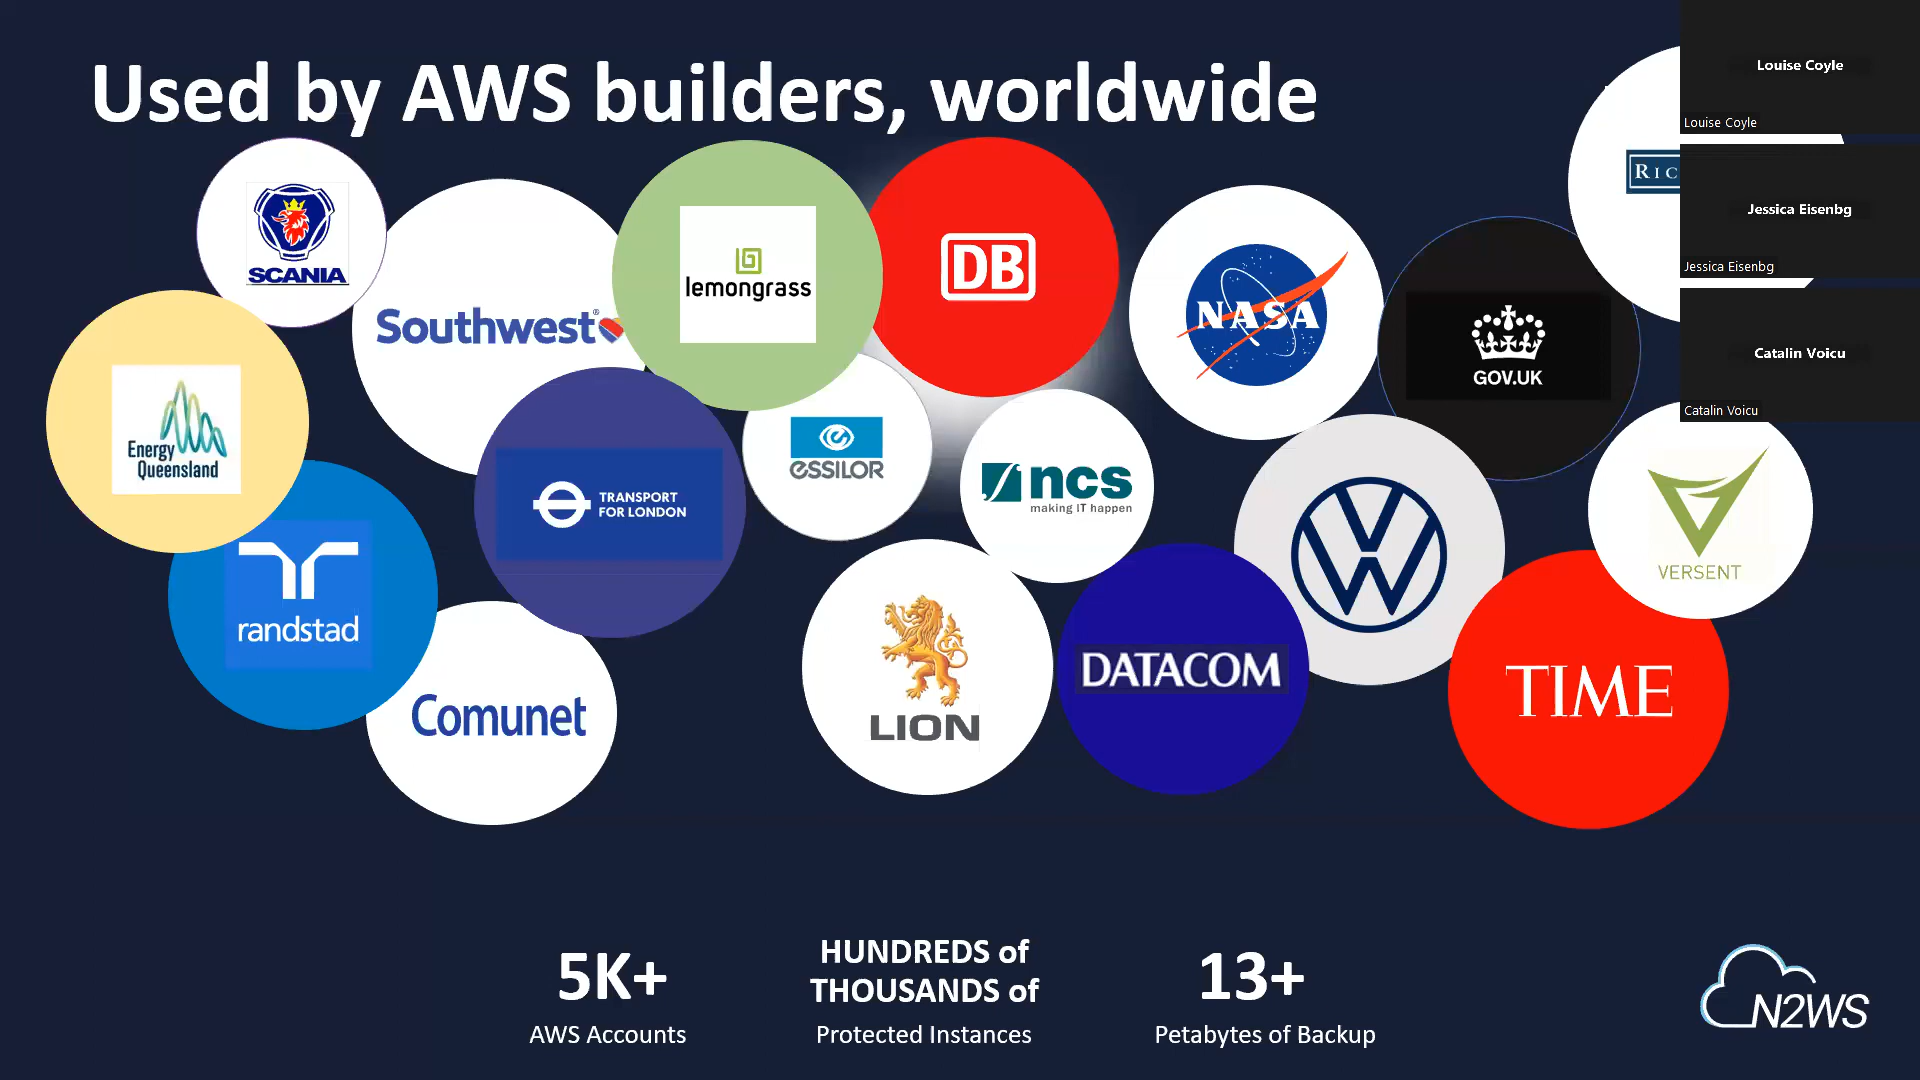 Used by AWS builders, worldwide
Louise Coyle
Louise Coyle
Jessica Eisenbg
Jessica Eisenbg
Catalin Voicu
Catalin Voicu
SCANIA
Southwest®
lemongrass
DB
NASA
GOV.UK
Energy
Queensland
TRANSPORT
FOR LONDON
essilor
ncs
making IT happen
VERSENT
randstad
Comunet
LION
DATACOM
TIME
5K+
AWS Accounts
HUNDREDS of
THOUSANDS of
Protected Instances
13+
Petabytes of Backup
N2WS